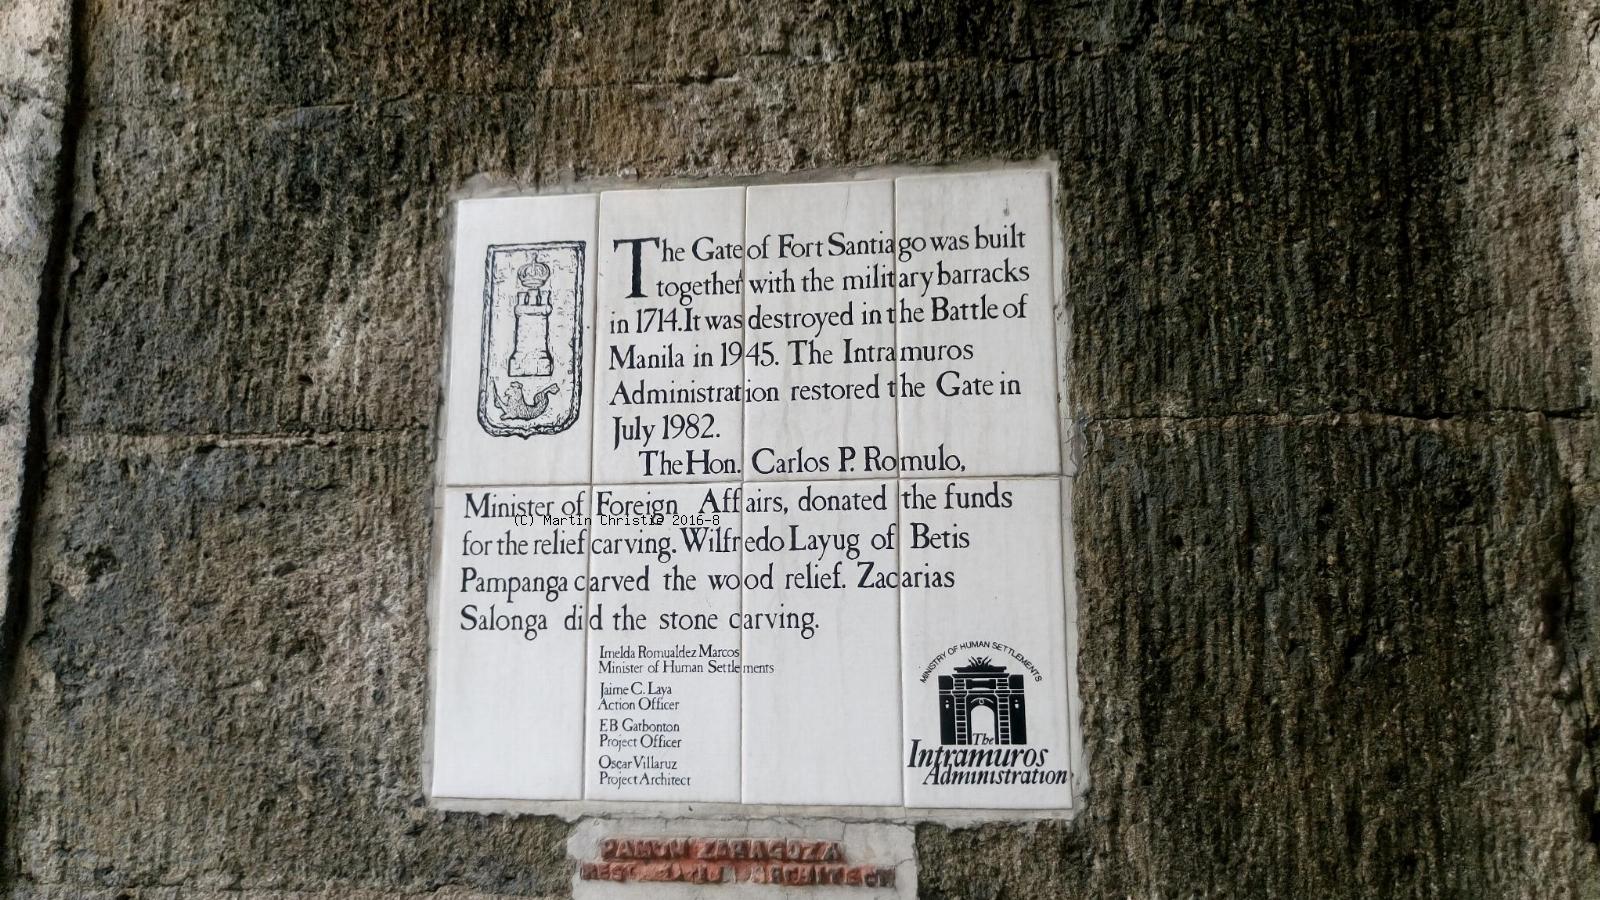 The Gate of Fort Santiago was built
together with the military barracks
in 1714. It was destroyed in the Battle of
Manila in 1945. The Intramuros
Administration restored the Gate in
July 1982.
The Hon. Carlos P. Romulo,
Minister of Foreign Affairs, donated the funds
(C) Martin Christie 2016-8
for the relief carving. Wilfredo Layug of Betis
Pampanga carved the wood relief. Zacarias
Salonga did the stone carving.
Imelda Romualdez Marcos
Minister of Human Settlements
Jaime C. Laya
Action Officer
E B Gatbonton
Project Officer
Oscar Villaruz
Project Architect
MINISTRY OF HUMAN SETTLEMENTS
The
Intramuros
Administration
RAMON ZARAGOZA